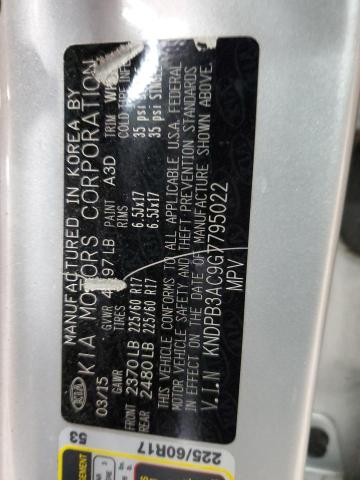 MANUFACTURED IN KOREA BY
KIA MOTORS CORPORATION
KIA
03/15 GVWR 97LB PAINT A3D TRIM
GAWR TIRES RIMS COLD TIRE
FRONT 2370LB 225/60 R17 6.5Jx17 35 psi
REAR 2480LB 225/60 R17 6.5Jx17 35 psi
THIS VEHICLE CONFORMS TO ALL APPLICABLE U.S.A. FEDERAL
MOTOR VEHICLE SAFETY AND THEFT PREVENTION STANDARDS
IN EFFECT ON THE DATE OF MANUFACTURE SHOWN ABOVE.
V.I.N KNDPB3AC9G7795022
MPV
53
225/60R17